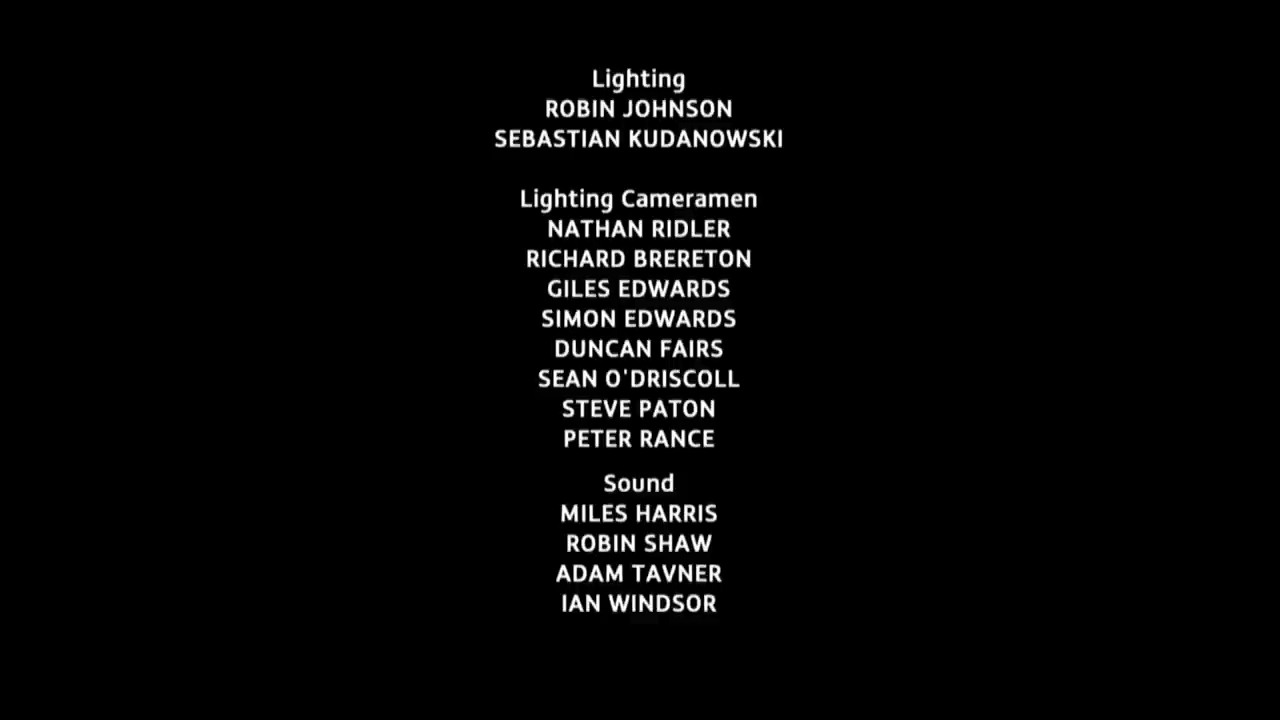 Lighting
ROBIN JOHNSON
SEBASTIAN KUDANOWSKI
Lighting Cameramen
NATHAN RIDLER
RICHARD BRERETON
GILES EDWARDS
SIMON EDWARDS
DUNCAN FAIRS
SEAN O'DRISCOLL
STEVE PATON
PETER RANCE
Sound
MILES HARRIS
ROBIN SHAW
ADAM TAVNER
IAN WINDSOR